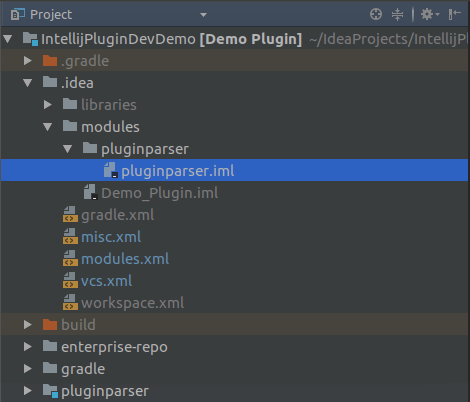 Project
IntellijPluginDevDemo [Demo Plugin] ~/IdeaProjects/IntellijPl
.gradle
.idea
libraries
modules
pluginparser
pluginparser.iml
Demo_Plugin.iml
gradle.xml
misc.xml
modules.xml
vcs.xml
workspace.xml
build
enterprise-repo
gradle
pluginparser